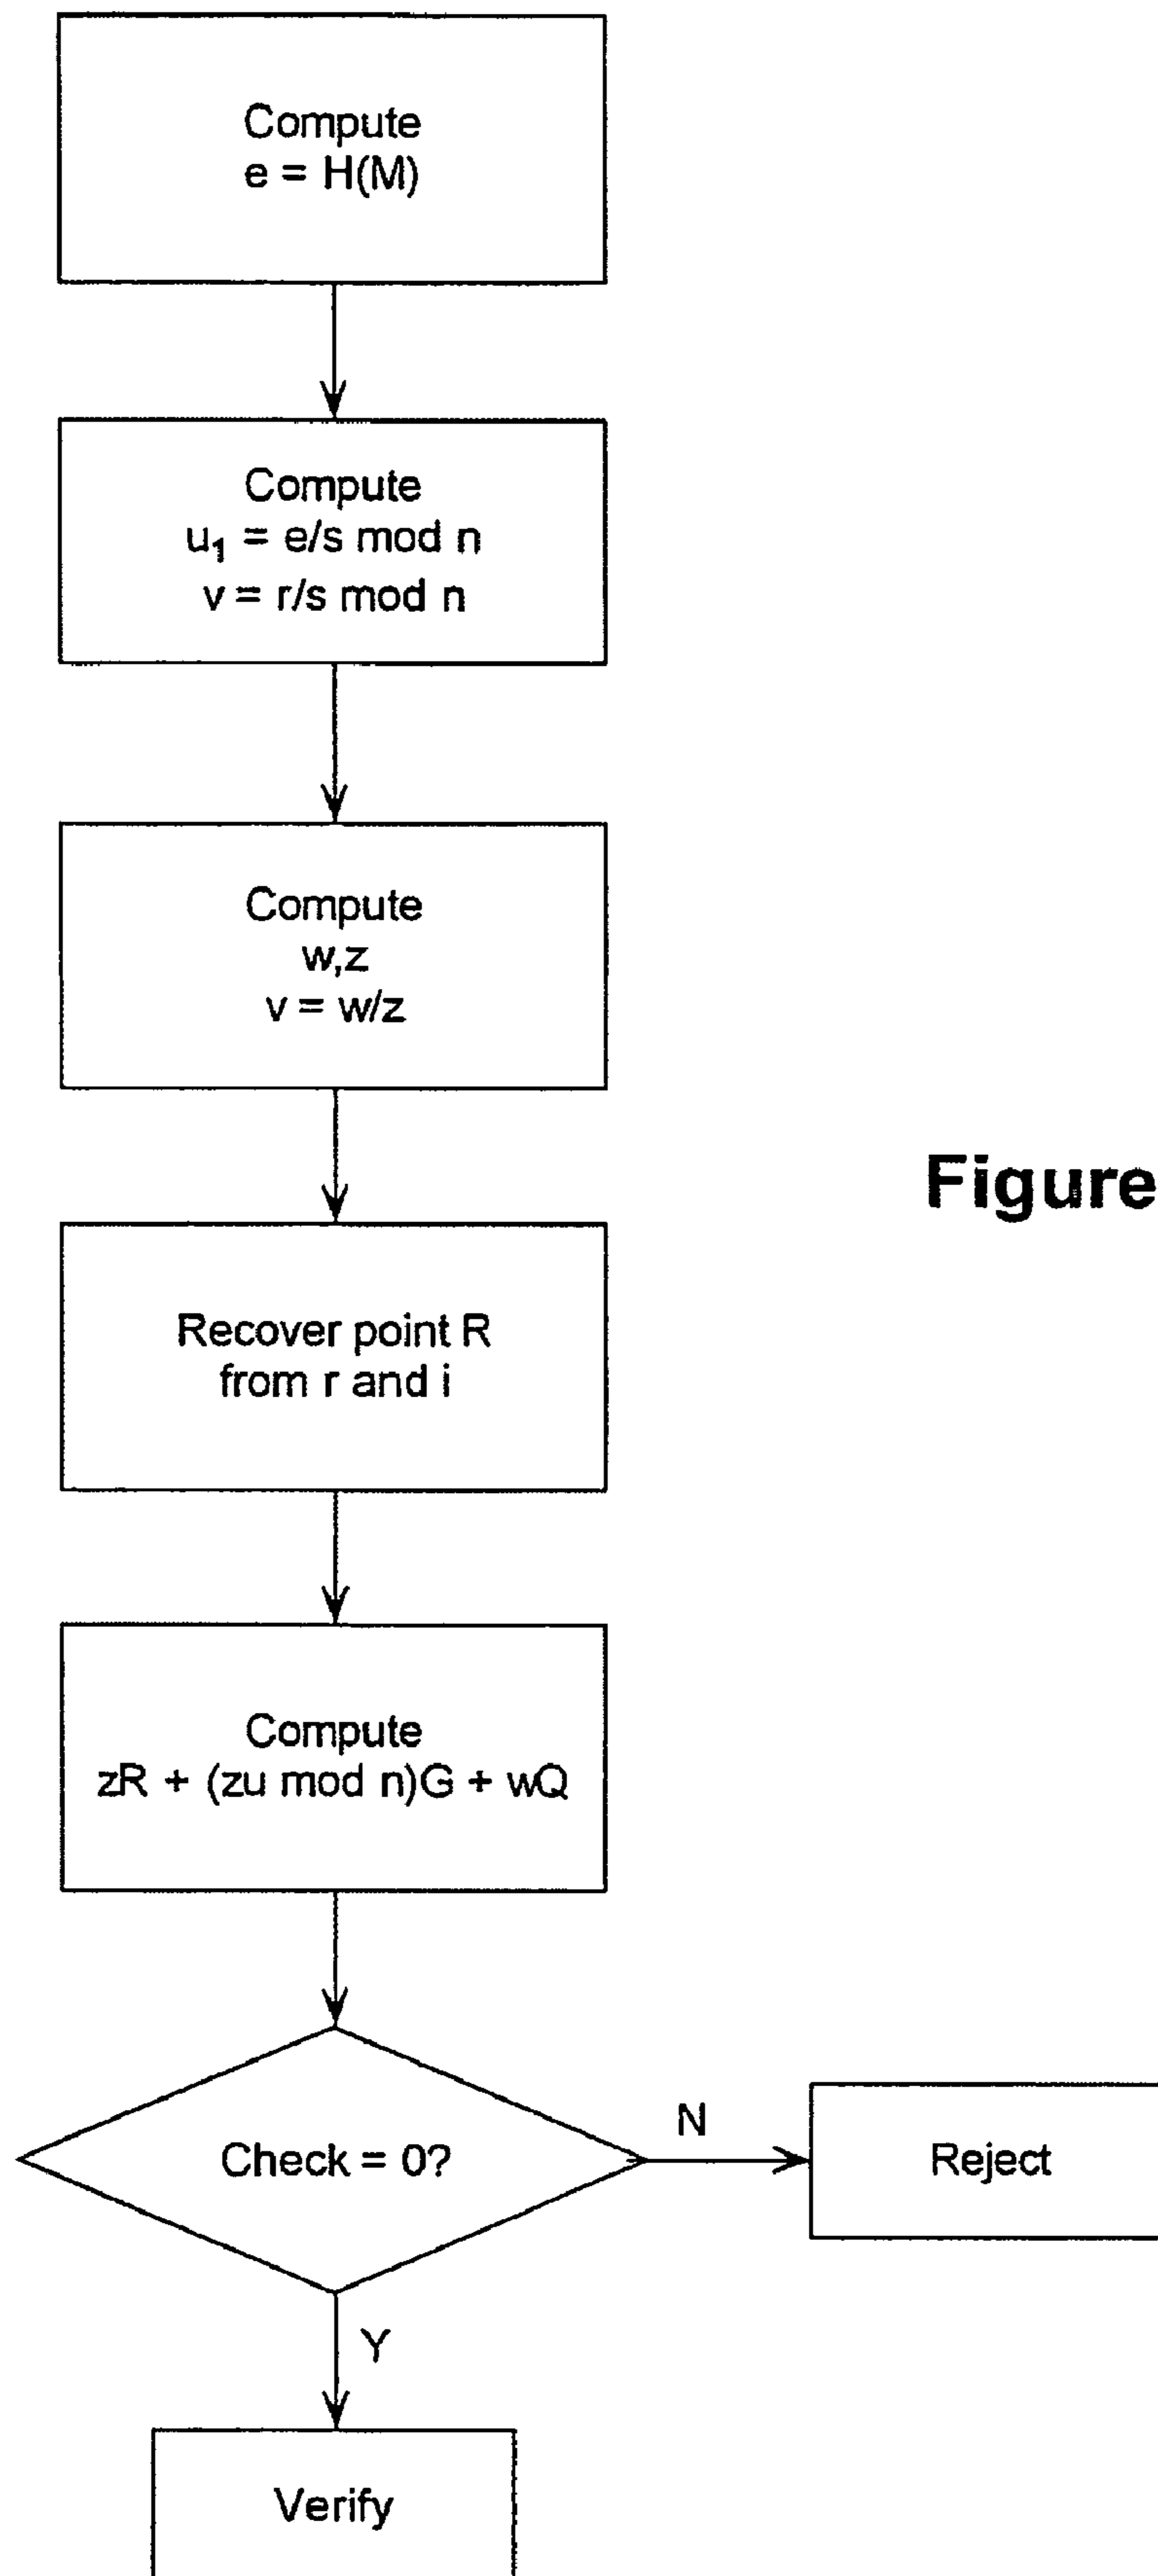 Compute
e = H(M)
Compute
u₁ = e/s mod n
v = r/s mod n
Compute
w,z
v = w/z
Figure
Recover point R
from r and i
Compute
zR + (zu mod n)G + wQ
Check = 0?
N
Reject
Y
Verify